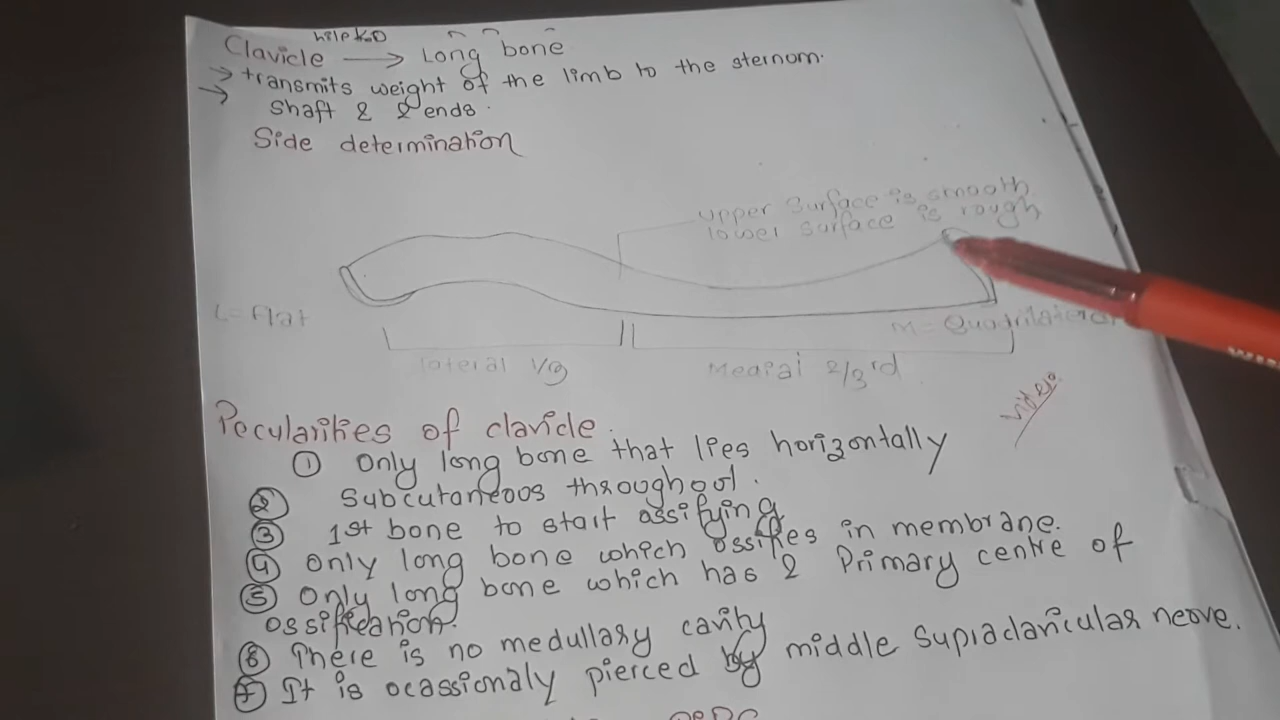 Clavicle → Long bone
→ transmits weight of the limb to the sternom.
→ shaft & 2 ends.
Side determination
upper surface is smooth
lower surface is rough
L = Flat
M = Quadrilateral
lateral 1/3
Medial 2/3rd
Pecularities of clavicle.
① Only long bone that lies horizontally
② Subcutaneous throughout.
③ 1st bone to start ossifying
④ Only long bone which ossifies in membrane.
⑤ Only long bone which has 2 Primary centre of
ossification.
⑥ There is no medullary cavity
⑦ It is ocassionaly pierced by middle supraclavicular nerve.